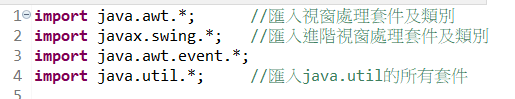 1 import java.awt.*;       //匯入視窗處理套件及類別
2 import javax.swing.*;    //匯入進階視窗處理套件及類別
3 import java.awt.event.*;
4 import java.util.*;      //匯入java.util的所有套件
5